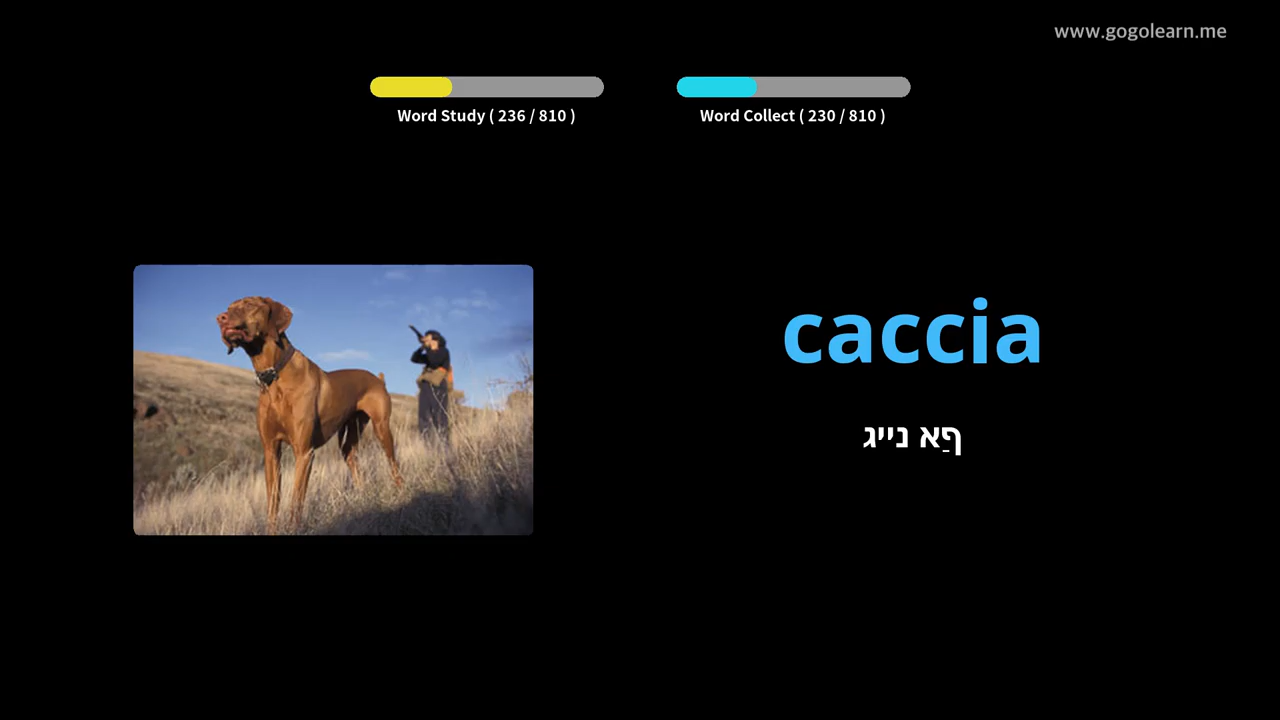 www.gogolearn.me
Word Study ( 236 / 810 )
Word Collect ( 230 / 810 )
caccia
ףַא נייג